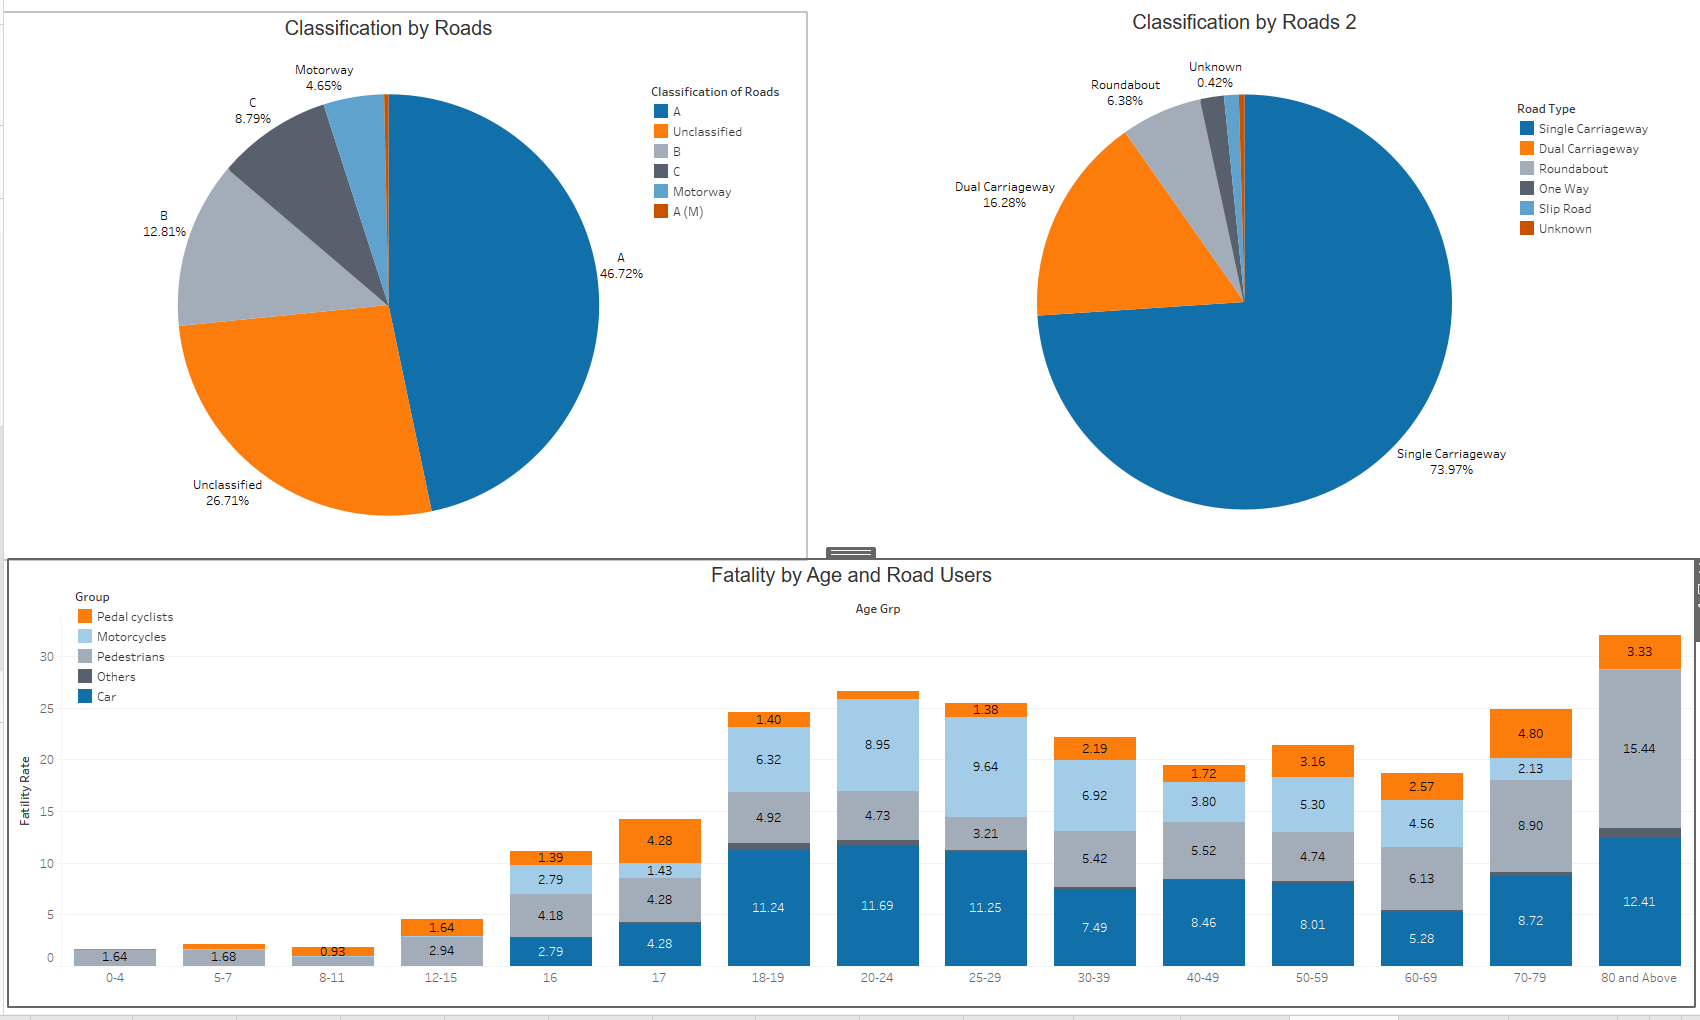 Classification by Roads
Motorway
4.65%
C
8.79%
B
12.81%
A
46.72%
Unclassified
26.71%
Classification of Roads
A
Unclassified
B
C
Motorway
A (M)
Classification by Roads 2
Unknown
0.42%
Roundabout
6.38%
Dual Carriageway
16.28%
Single Carriageway
73.97%
Road Type
Single Carriageway
Dual Carriageway
Roundabout
One Way
Slip Road
Unknown
Fatality by Age and Road Users
Group
Pedal cyclists
Motorcycles
Pedestrians
Others
Car
Age Grp
Fatility Rate
30
25
20
15
10
5
0
1.64
1.68
0.93
1.64
2.94
1.39
2.79
4.18
2.79
4.28
1.43
4.28
4.28
1.40
6.32
4.92
11.24
8.95
4.73
11.69
1.38
9.64
3.21
11.25
2.19
6.92
5.42
7.49
1.72
3.80
5.52
8.46
3.16
5.30
4.74
8.01
2.57
4.56
6.13
5.28
4.80
2.13
8.90
8.72
3.33
15.44
12.41
0-4
5-7
8-11
12-15
16
17
18-19
20-24
25-29
30-39
40-49
50-59
60-69
70-79
80 and Above